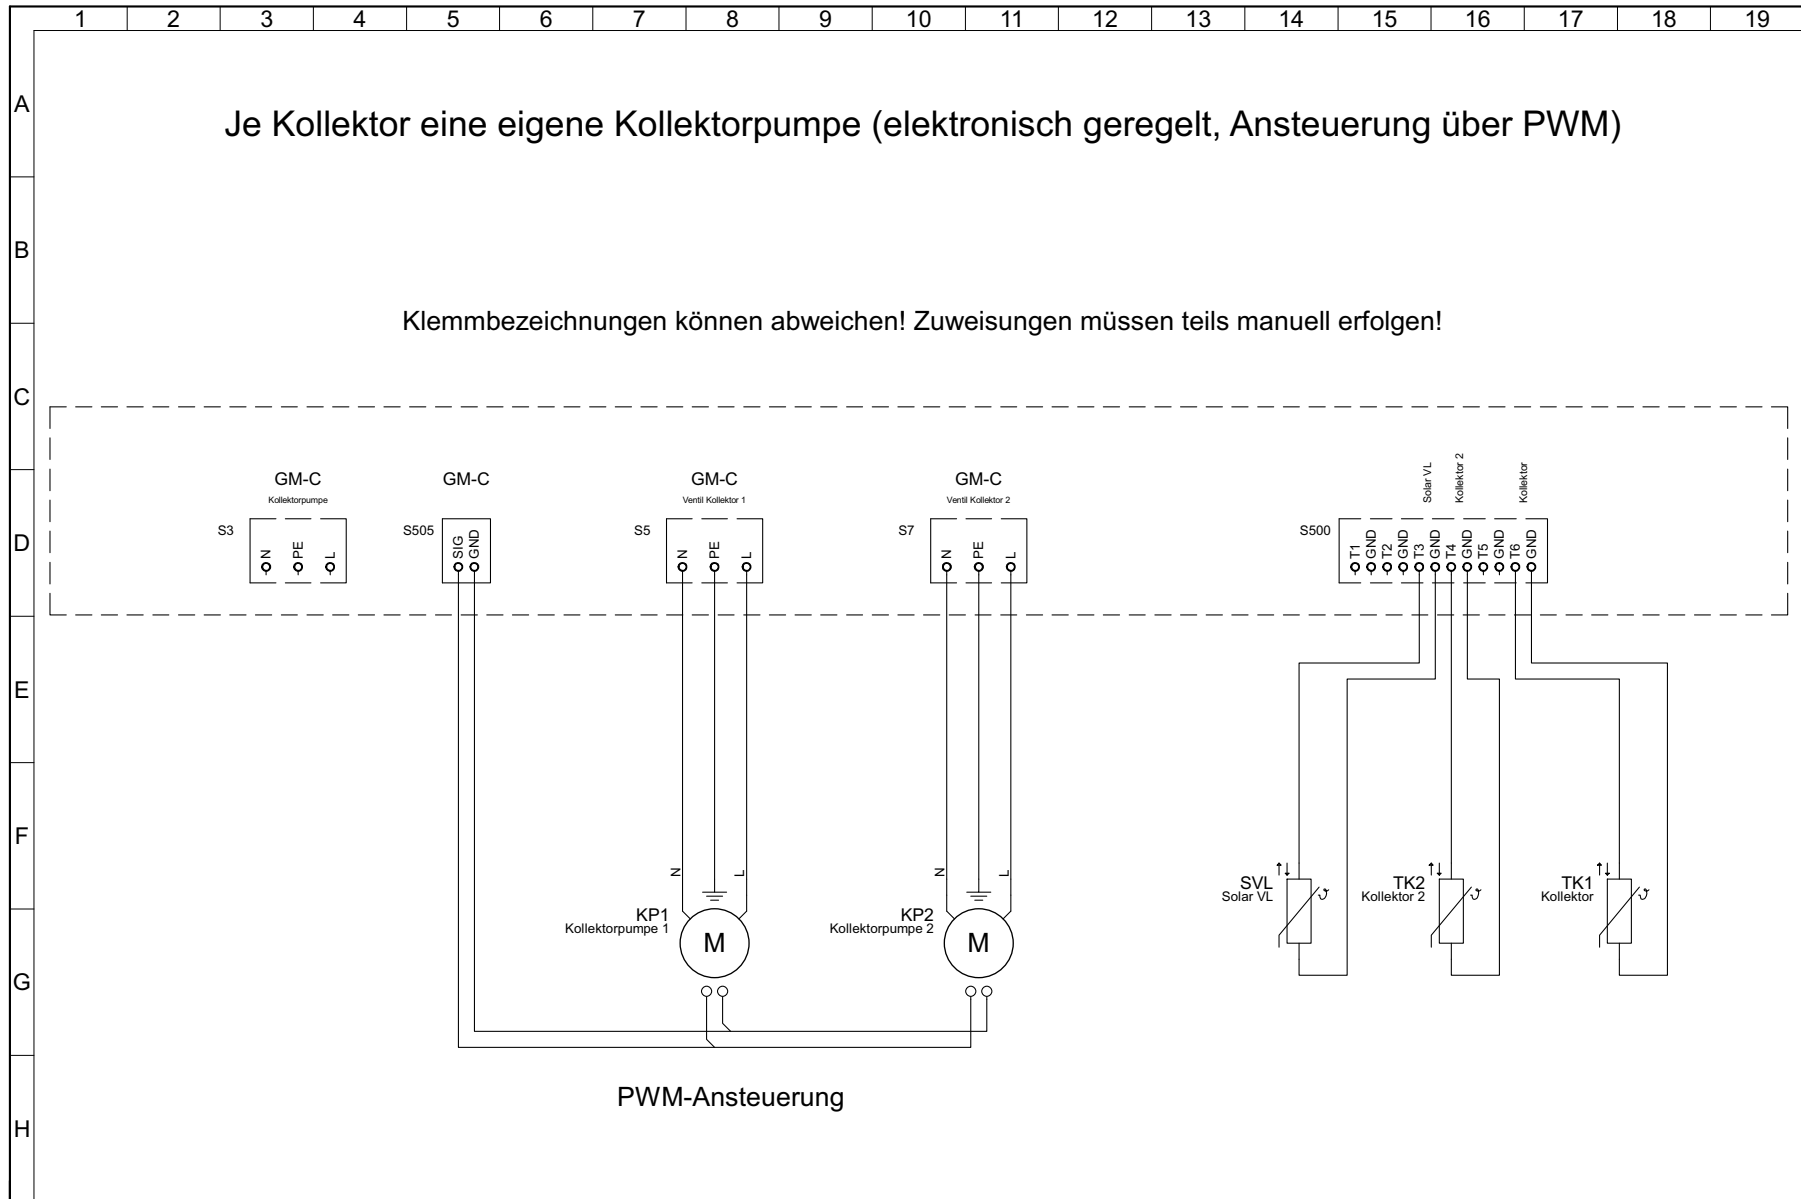 1 2 3 4 5 6 7 8 9 10 11 12 13 14 15 16 17 18 19
A
Je Kollektor eine eigene Kollektorpumpe (elektronisch geregelt, Ansteuerung über PWM)
B
Klemmbezeichnungen können abweichen! Zuweisungen müssen teils manuell erfolgen!
C
GM-C
Kollektorpumpe
S3
N
PE
L
GM-C
S505
SIG
GND
GM-C
Ventil Kollektor 1
S5
N
PE
L
GM-C
Ventil Kollektor 2
S7
N
PE
L
Solar VL
Kollektor 2
Kollektor
S500
T1
GND
T2
GND
T3
GND
T4
GND
T5
GND
T6
GND
D
E
F
N
L
KP1
Kollektorpumpe 1
M
N
L
KP2
Kollektorpumpe 2
M
SVL
Solar VL
ϑ
TK2
Kollektor 2
ϑ
TK1
Kollektor
ϑ
G
PWM-Ansteuerung
H